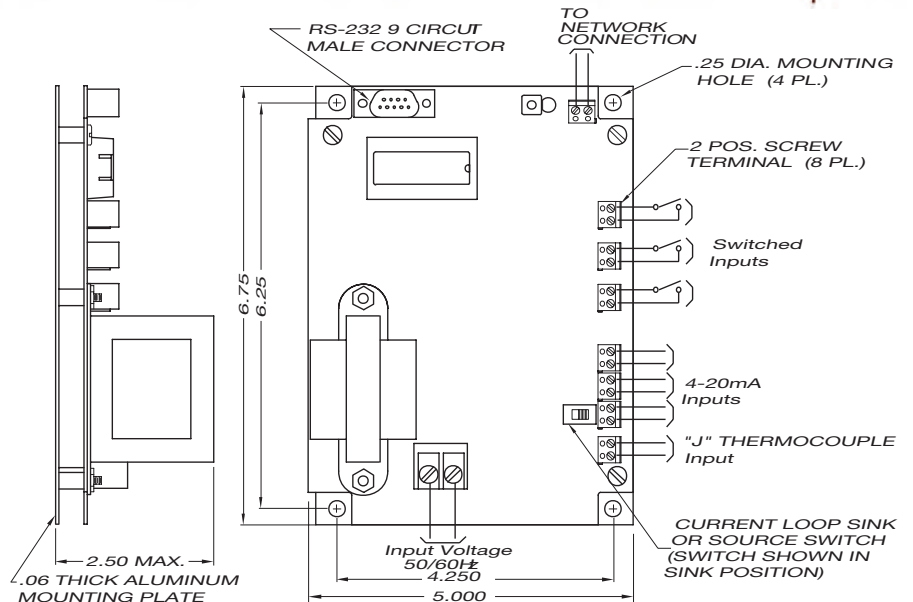 RS-232 9 CIRCUT
MALE CONNECTOR
TO
NETWORK
CONNECTION
.25 DIA. MOUNTING
HOLE (4 PL.)
2 POS. SCREW
TERMINAL (8 PL.)
Switched
Inputs
6.75
6.25
4-20mA
Inputs
"J" THERMOCOUPLE
Input
CURRENT LOOP SINK
OR SOURCE SWITCH
(SWITCH SHOWN IN
SINK POSITION)
Input Voltage
50/60Hz
4.250
5.000
2.50 MAX.
.06 THICK ALUMINUM
MOUNTING PLATE